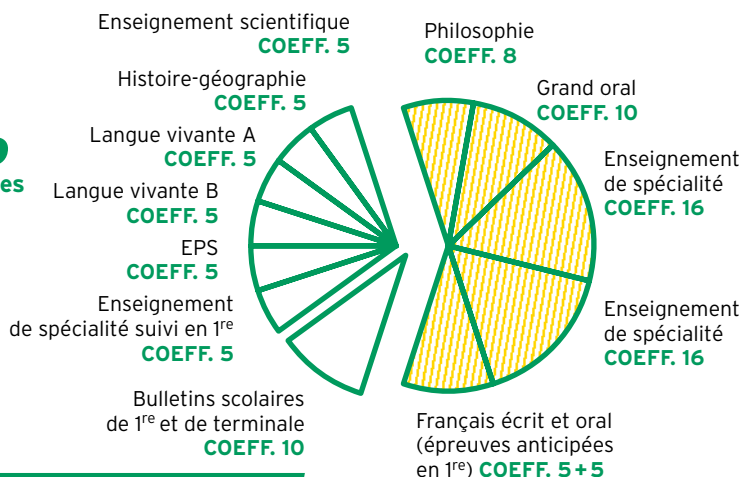 Enseignement scientifique
COEFF. 5
Histoire-géographie
COEFF. 5
Langue vivante A
COEFF. 5
es
Langue vivante B
COEFF. 5
EPS
COEFF. 5
Enseignement
de spécialité suivi en 1re
COEFF. 5
Bulletins scolaires
de 1re et de terminale
COEFF. 10
Philosophie
COEFF. 8
Grand oral
COEFF. 10
Enseignement
de spécialité
COEFF. 16
Enseignement
de spécialité
COEFF. 16
Français écrit et oral
(épreuves anticipées
en 1re) COEFF. 5+5